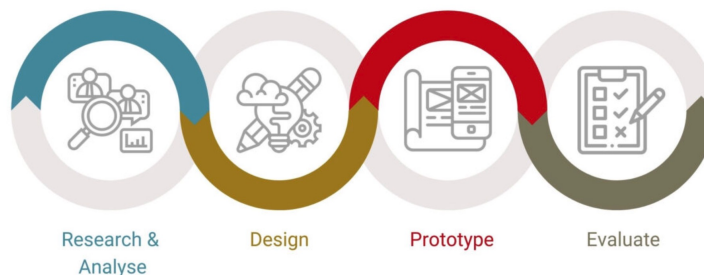 Research &
Analyse
Design
Prototype
Evaluate